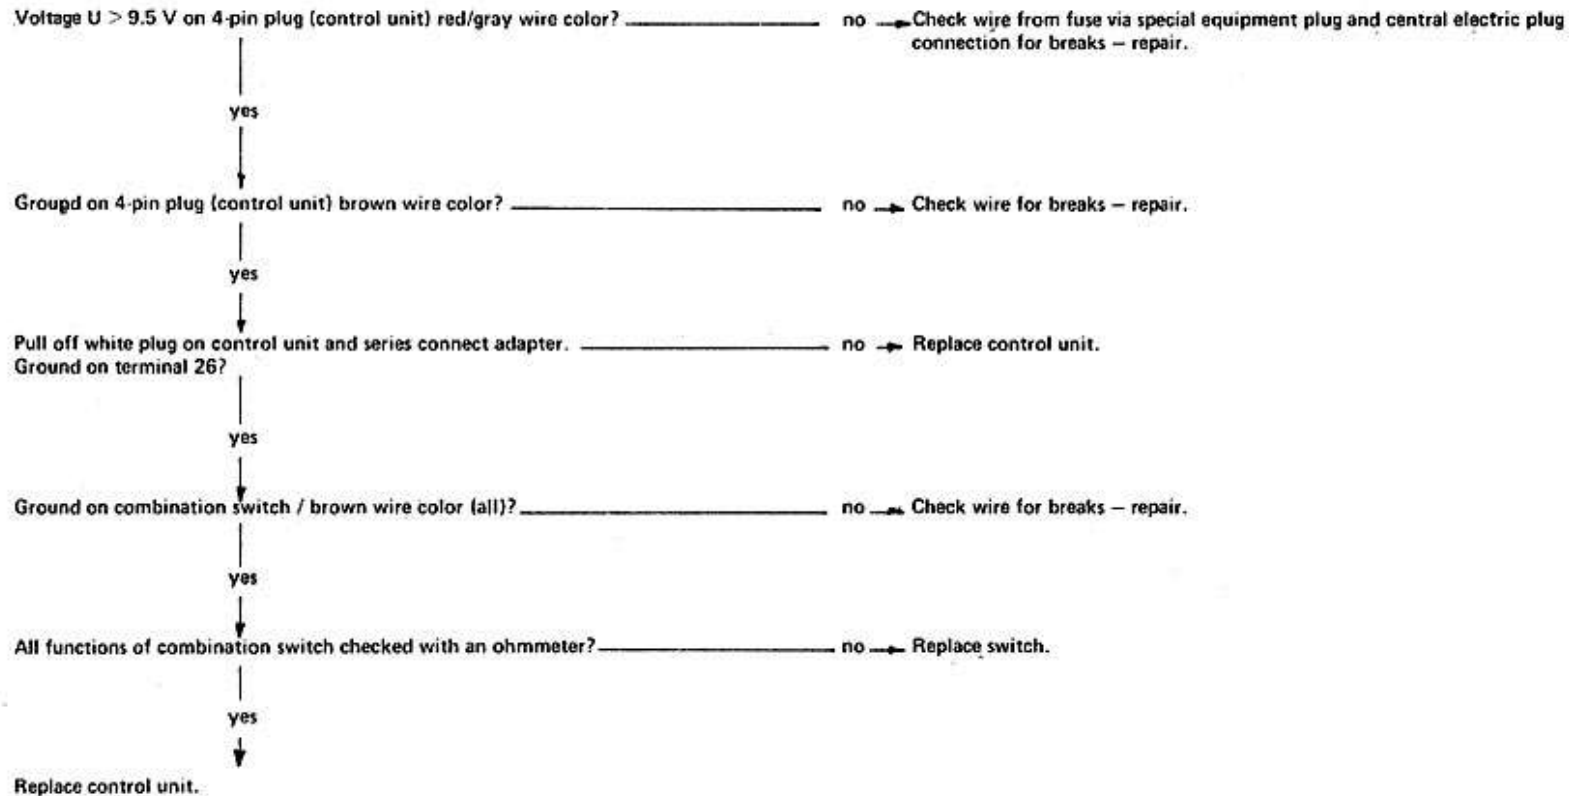 Voltage U > 9.5 V on 4-pin plug (control unit) red/gray wire color? no Check wire from fuse via special equipment plug and central electric plug
connection for breaks – repair.
yes
Ground on 4-pin plug (control unit) brown wire color? no Check wire for breaks – repair.
yes
Pull off white plug on control unit and series connect adapter. no Replace control unit.
Ground on terminal 26?
yes
Ground on combination switch / brown wire color (all)? no Check wire for breaks – repair.
yes
All functions of combination switch checked with an ohmmeter? no Replace switch.
yes
Replace control unit.